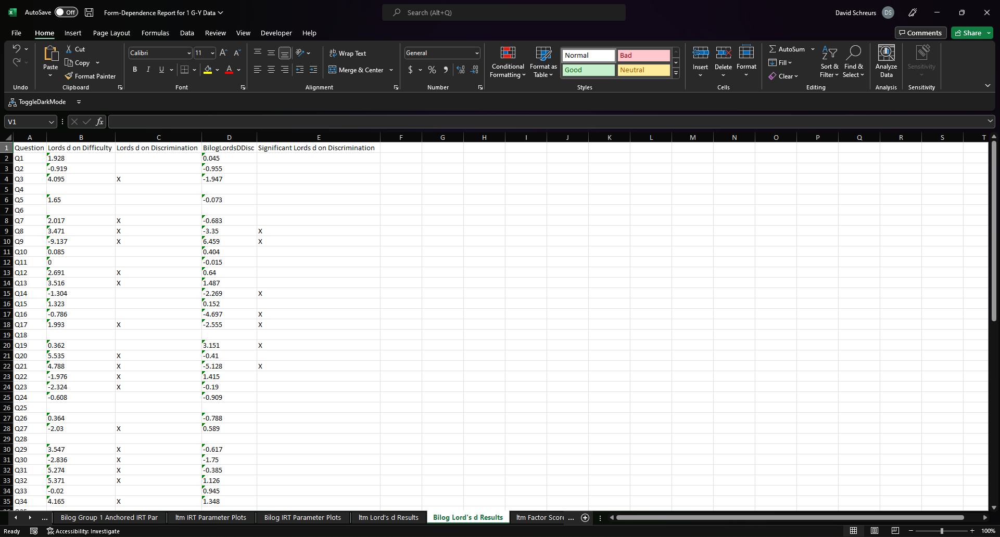 AutoSave Off Form-Dependence Report for 1 G-Y Data Search (Alt+Q) David Schreurs DS
File Home Insert Page Layout Formulas Data Review View Developer Help Comments Share
Paste Cut Copy Format Painter Calibri 11 Wrap Text Merge & Center General Conditional Formatting Format as Table Normal Bad Good Neutral Insert Delete Format AutoSum Fill Clear Sort & Filter Find & Select Analyze Data Sensitivity
B I U A $ % 9
Undo Clipboard Font Alignment Number Styles Cells Editing Analysis Sensitivity
ToggleDarkMode
V1 fx
A B C D E F G H I J K L M N O P Q R S T
1 Question Lords d on Difficulty Lords d on Discrimination BilogLordsDDisc Significant Lords d on Discrimination
2 Q1 1.928 0.045
3 Q2 -0.919 -0.955
4 Q3 4.095 X -1.947
5 Q4
6 Q5 1.65 -0.073
7 Q6
8 Q7 2.017 X -0.683
9 Q8 3.471 X -3.35 X
10 Q9 -9.137 X 6.459 X
11 Q10 0.085 0.404
12 Q11 0 -0.015
13 Q12 2.691 X 0.64
14 Q13 3.516 X 1.487
15 Q14 -1.304 -2.269 X
16 Q15 1.323 0.152
17 Q16 -0.786 -4.697 X
18 Q17 1.993 X -2.555 X
19 Q18
20 Q19 0.362 3.151 X
21 Q20 5.535 X -0.41
22 Q21 4.788 X -5.128 X
23 Q22 -1.976 X 1.415
24 Q23 -2.324 X -0.19
25 Q24 -0.608 -0.909
26 Q25
27 Q26 0.364 -0.788
28 Q27 -2.03 X 0.589
29 Q28
30 Q29 3.547 X -0.617
31 Q30 -2.836 X -1.75
32 Q31 5.274 X -0.385
33 Q32 5.371 X 1.126
34 Q33 -0.02 0.945
35 Q34 4.165 X 1.348
... Bilog Group 1 Anchored IRT Par ltm IRT Parameter Plots Bilog IRT Parameter Plots ltm Lord's d Results Bilog Lord's d Results ltm Factor Score ...
Ready Accessibility: Investigate 100%